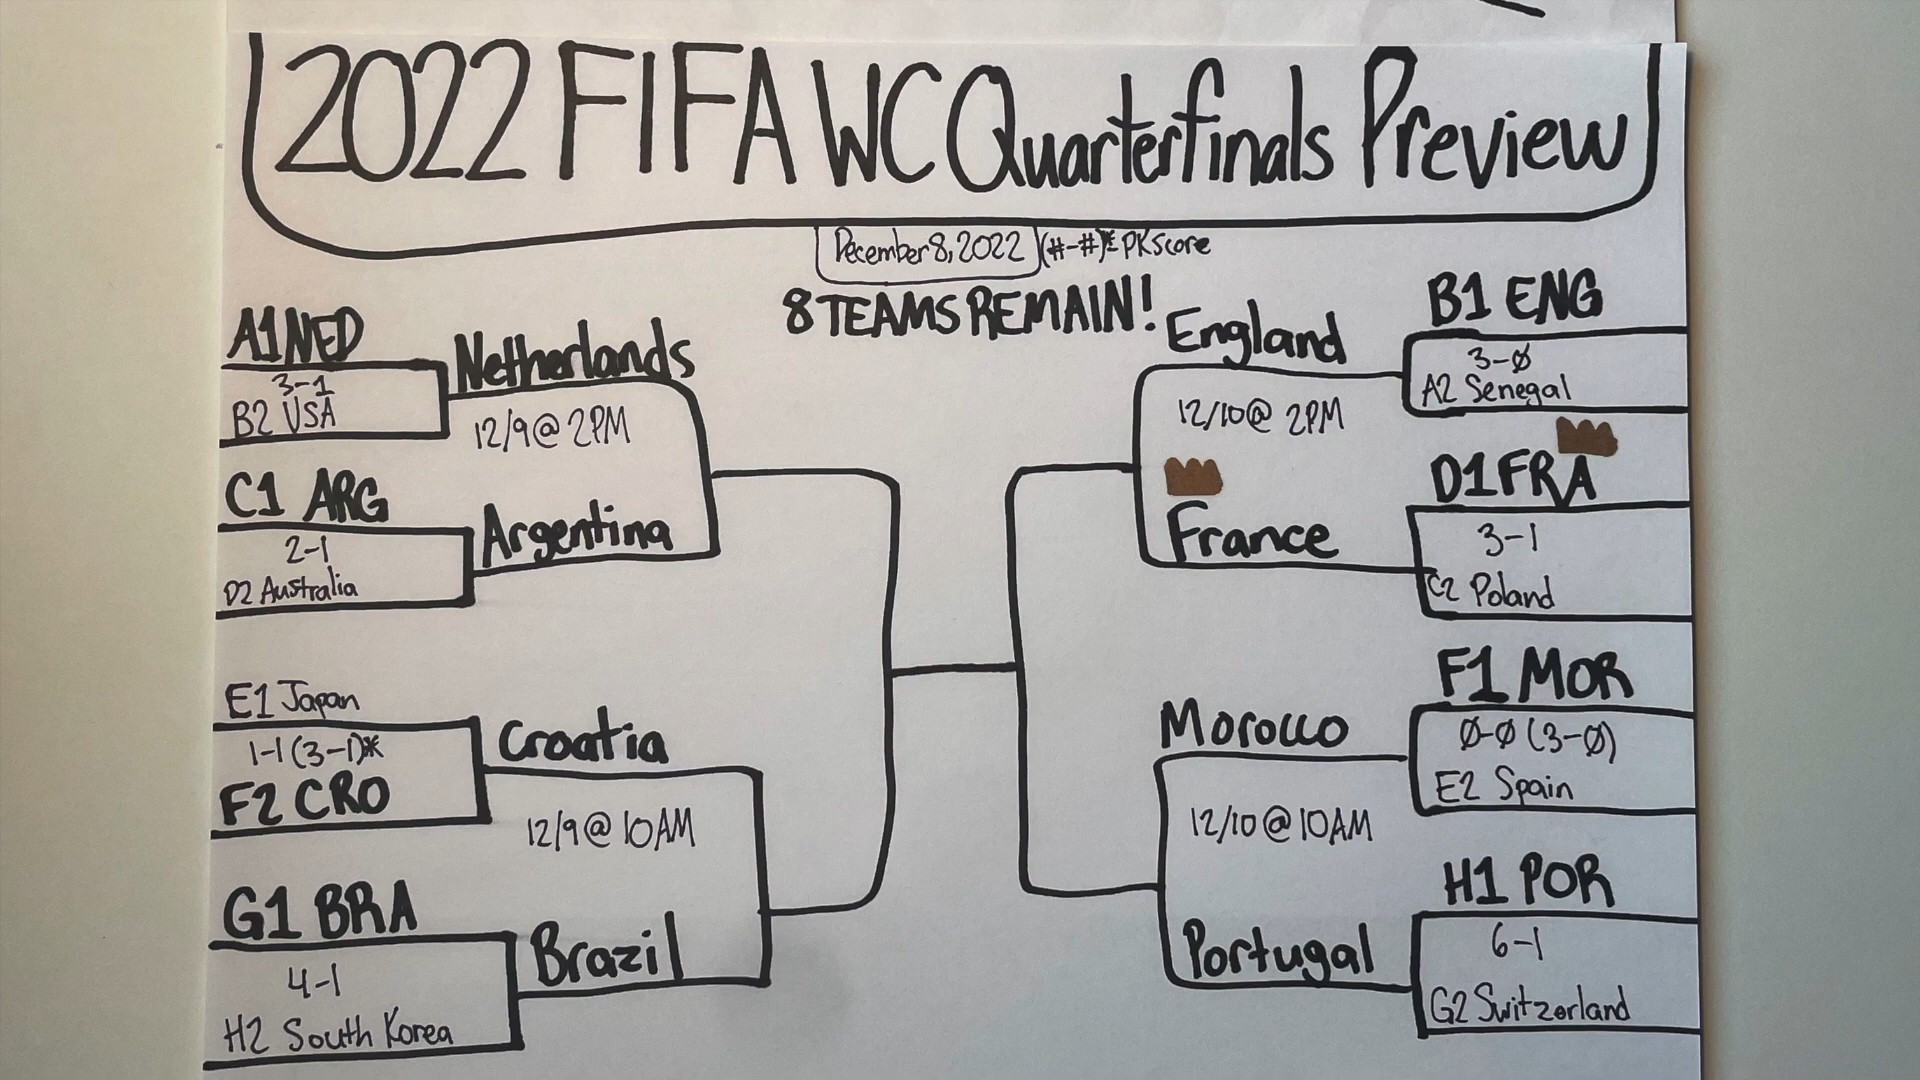 2022 FIFA WC Quarterfinals Preview
December 8, 2022 (#-#)*= PK Score
8 TEAMS REMAIN!
A1 NED
3-1
B2 USA
Netherlands
12/9 @ 2PM
C1 ARG
2-1
D2 Australia
Argentina
E1 Japan
1-1 (3-1)*
F2 CRO
Croatia
12/9 @ 10AM
G1 BRA
4-1
H2 South Korea
Brazil
England
12/10 @ 2PM
France
B1 ENG
3-0
A2 Senegal
D1 FRA
3-1
C2 Poland
Morocco
12/10 @ 10AM
Portugal
F1 MOR
0-0 (3-0)
E2 Spain
H1 POR
6-1
G2 Switzerland